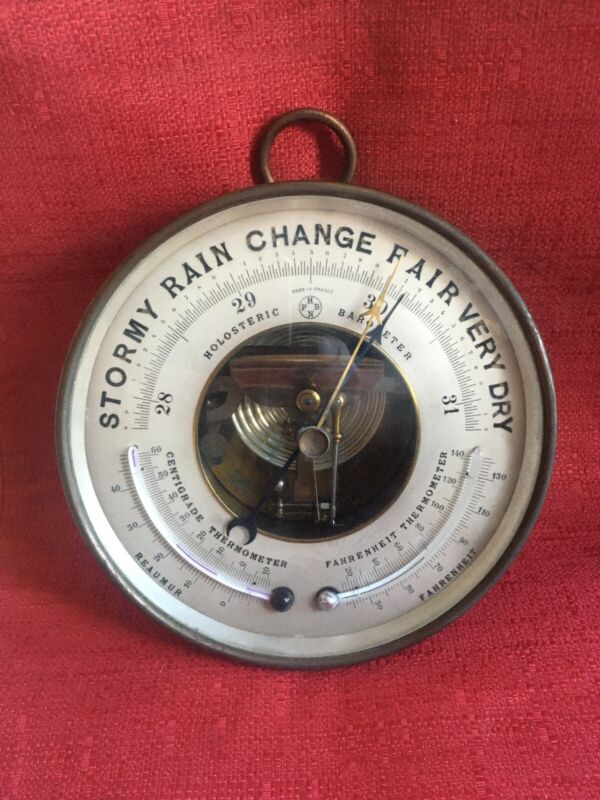 STORMY RAIN CHANGE FAIR VERY DRY
28 29 30 31
MADE IN FRANCE
H
P B
N
HOLOSTERIC BAROMETER
CENTIGRADE THERMOMETER
REAUMUR
FAHRENHEIT THERMOMETER
FAHRENHEIT